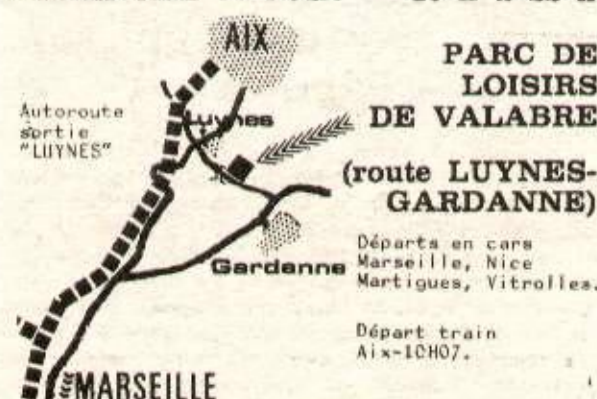 AIX
PARC DE
LOISIRS
DE VALABRE
Autoroute
sortie
"LUYNES"
Luynes
(route LUYNES-
GARDANNE)
Départs en cars
Marseille, Nice
Martigues, Vitrolles.
Gardanne
Départ train
Aix-10H07.
MARSEILLE